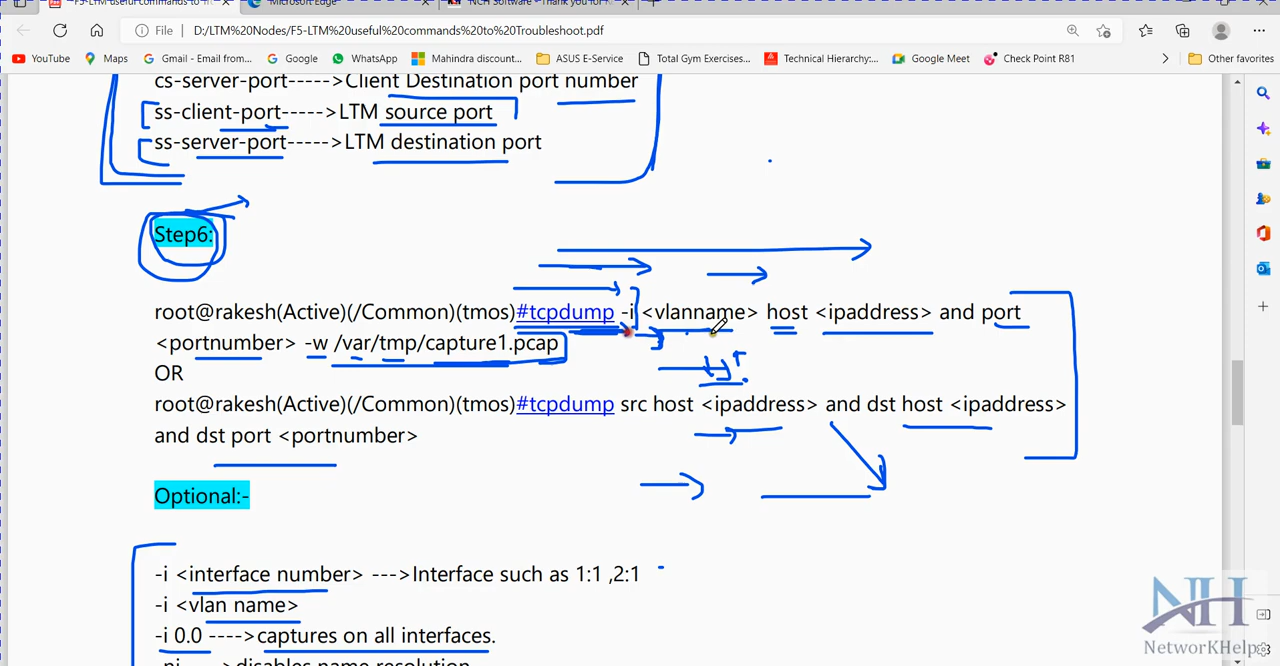 F5-LTM useful commands to
Microsoft Edge
NCH Software - Thank you for
File
D:/LTM%20Nodes/F5-LTM%20useful%20commands%20to%20Troubleshoot.pdf
YouTube
Maps
Gmail - Email from...
Google
WhatsApp
Mahindra discount...
ASUS E-Service
Total Gym Exercises...
Technical Hierarchy:...
Google Meet
Check Point R81
Other favorites
cs-server-port----->Client Destination port number
ss-client-port----->LTM source port
ss-server-port----->LTM destination port
Step6:
root@rakesh(Active)(/Common)(tmos)#tcpdump -i <vlanname> host <ipaddress> and port
<portnumber> -w /var/tmp/capture1.pcap
OR
root@rakesh(Active)(/Common)(tmos)#tcpdump src host <ipaddress> and dst host <ipaddress>
and dst port <portnumber>
Optional:-
-i <interface number> --->Interface such as 1:1 ,2:1
-i <vlan name>
-i 0.0 ---->captures on all interfaces.
disables name resolution
NH
NetworKHelp